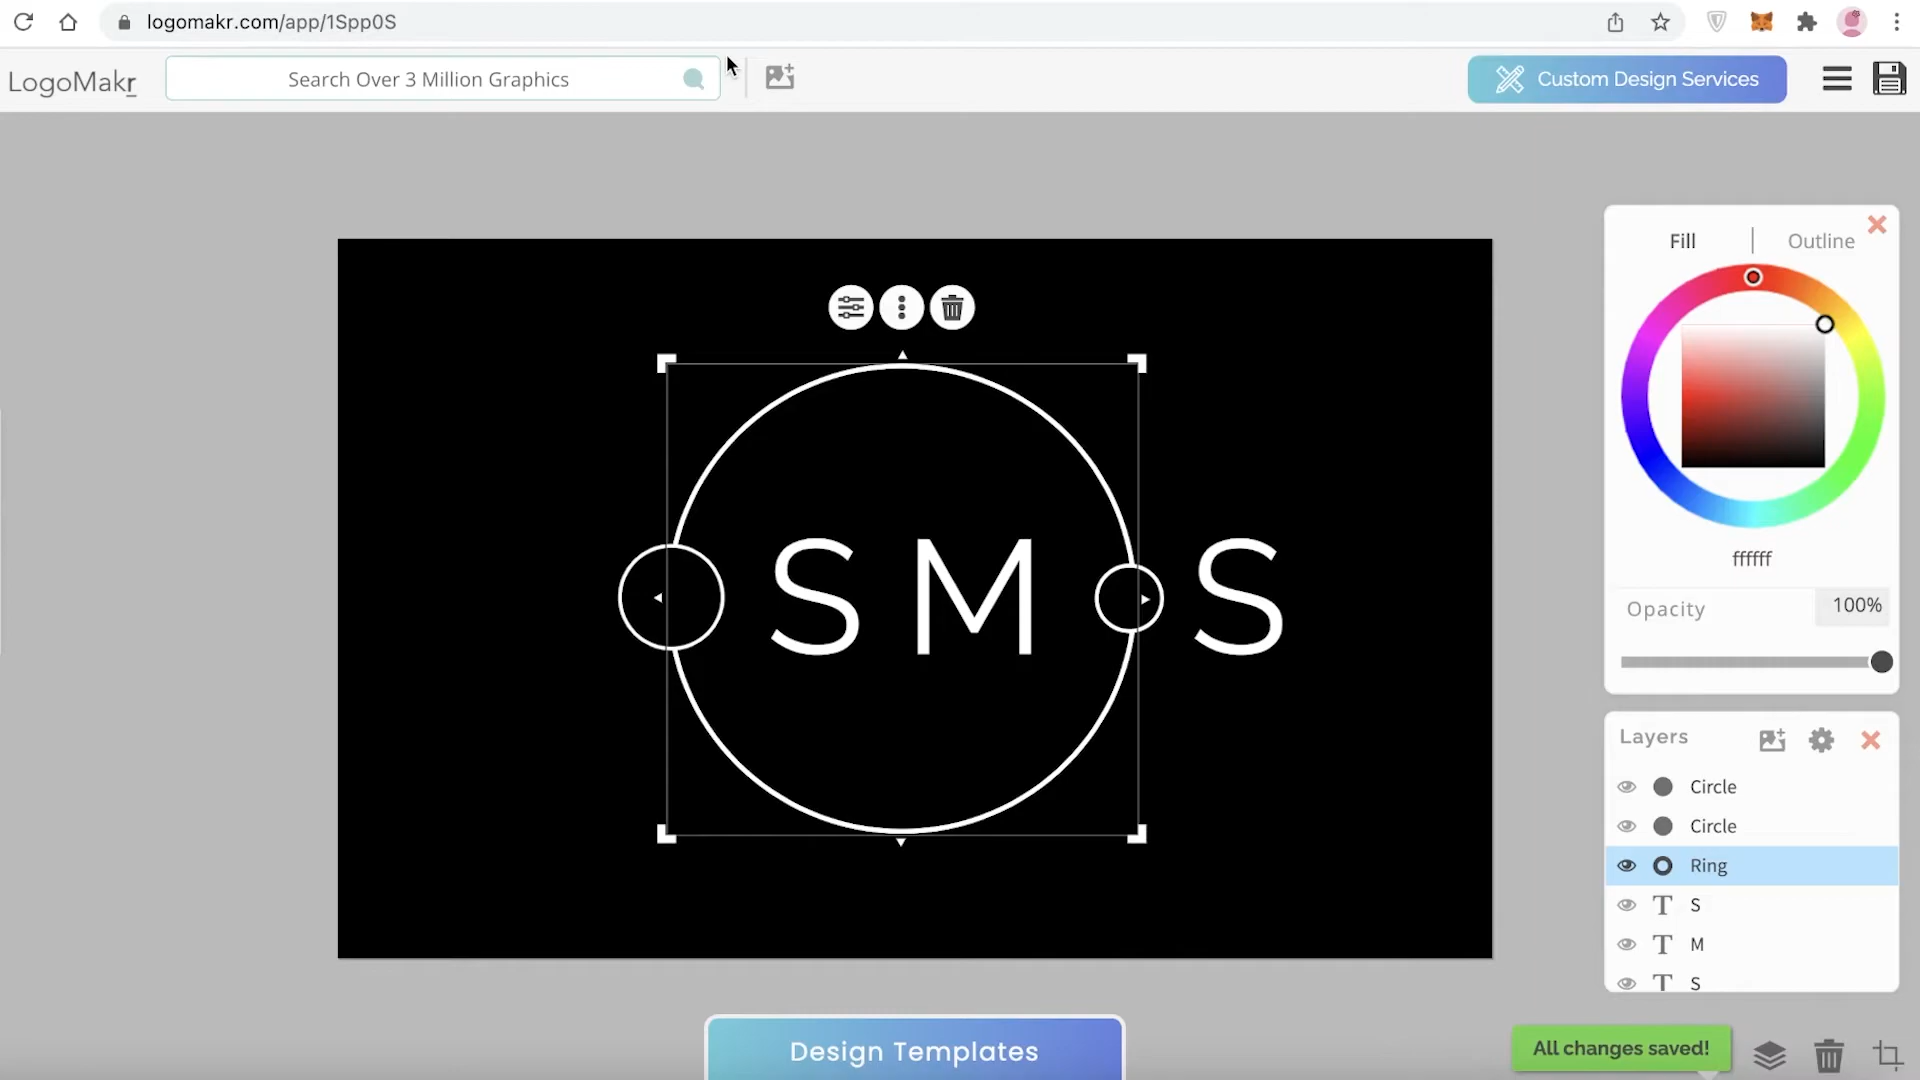 logomakr.com/app/1Spp0S
LogoMakr
Search Over 3 Million Graphics
Custom Design Services
S M S
Fill
Outline
ffffff
Opacity
100%
Layers
Circle
Circle
Ring
T S
T M
T S
Design Templates
All changes saved!